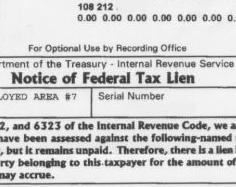 108 212
0.00 0.00 0.00 0.00 0.00 0.
For Optional Use by Recording Office
rtment of the Treasury - Internal Revenue Service
Notice of Federal Tax Lien
LOYED AREA #7 Serial Number
2, and 6323 of the Internal Revenue Code, we a
have been assessed against the following-named
, but it remains unpaid. Therefore, there is a lien
rty belonging to this taxpayer for the amount of
may accrue.